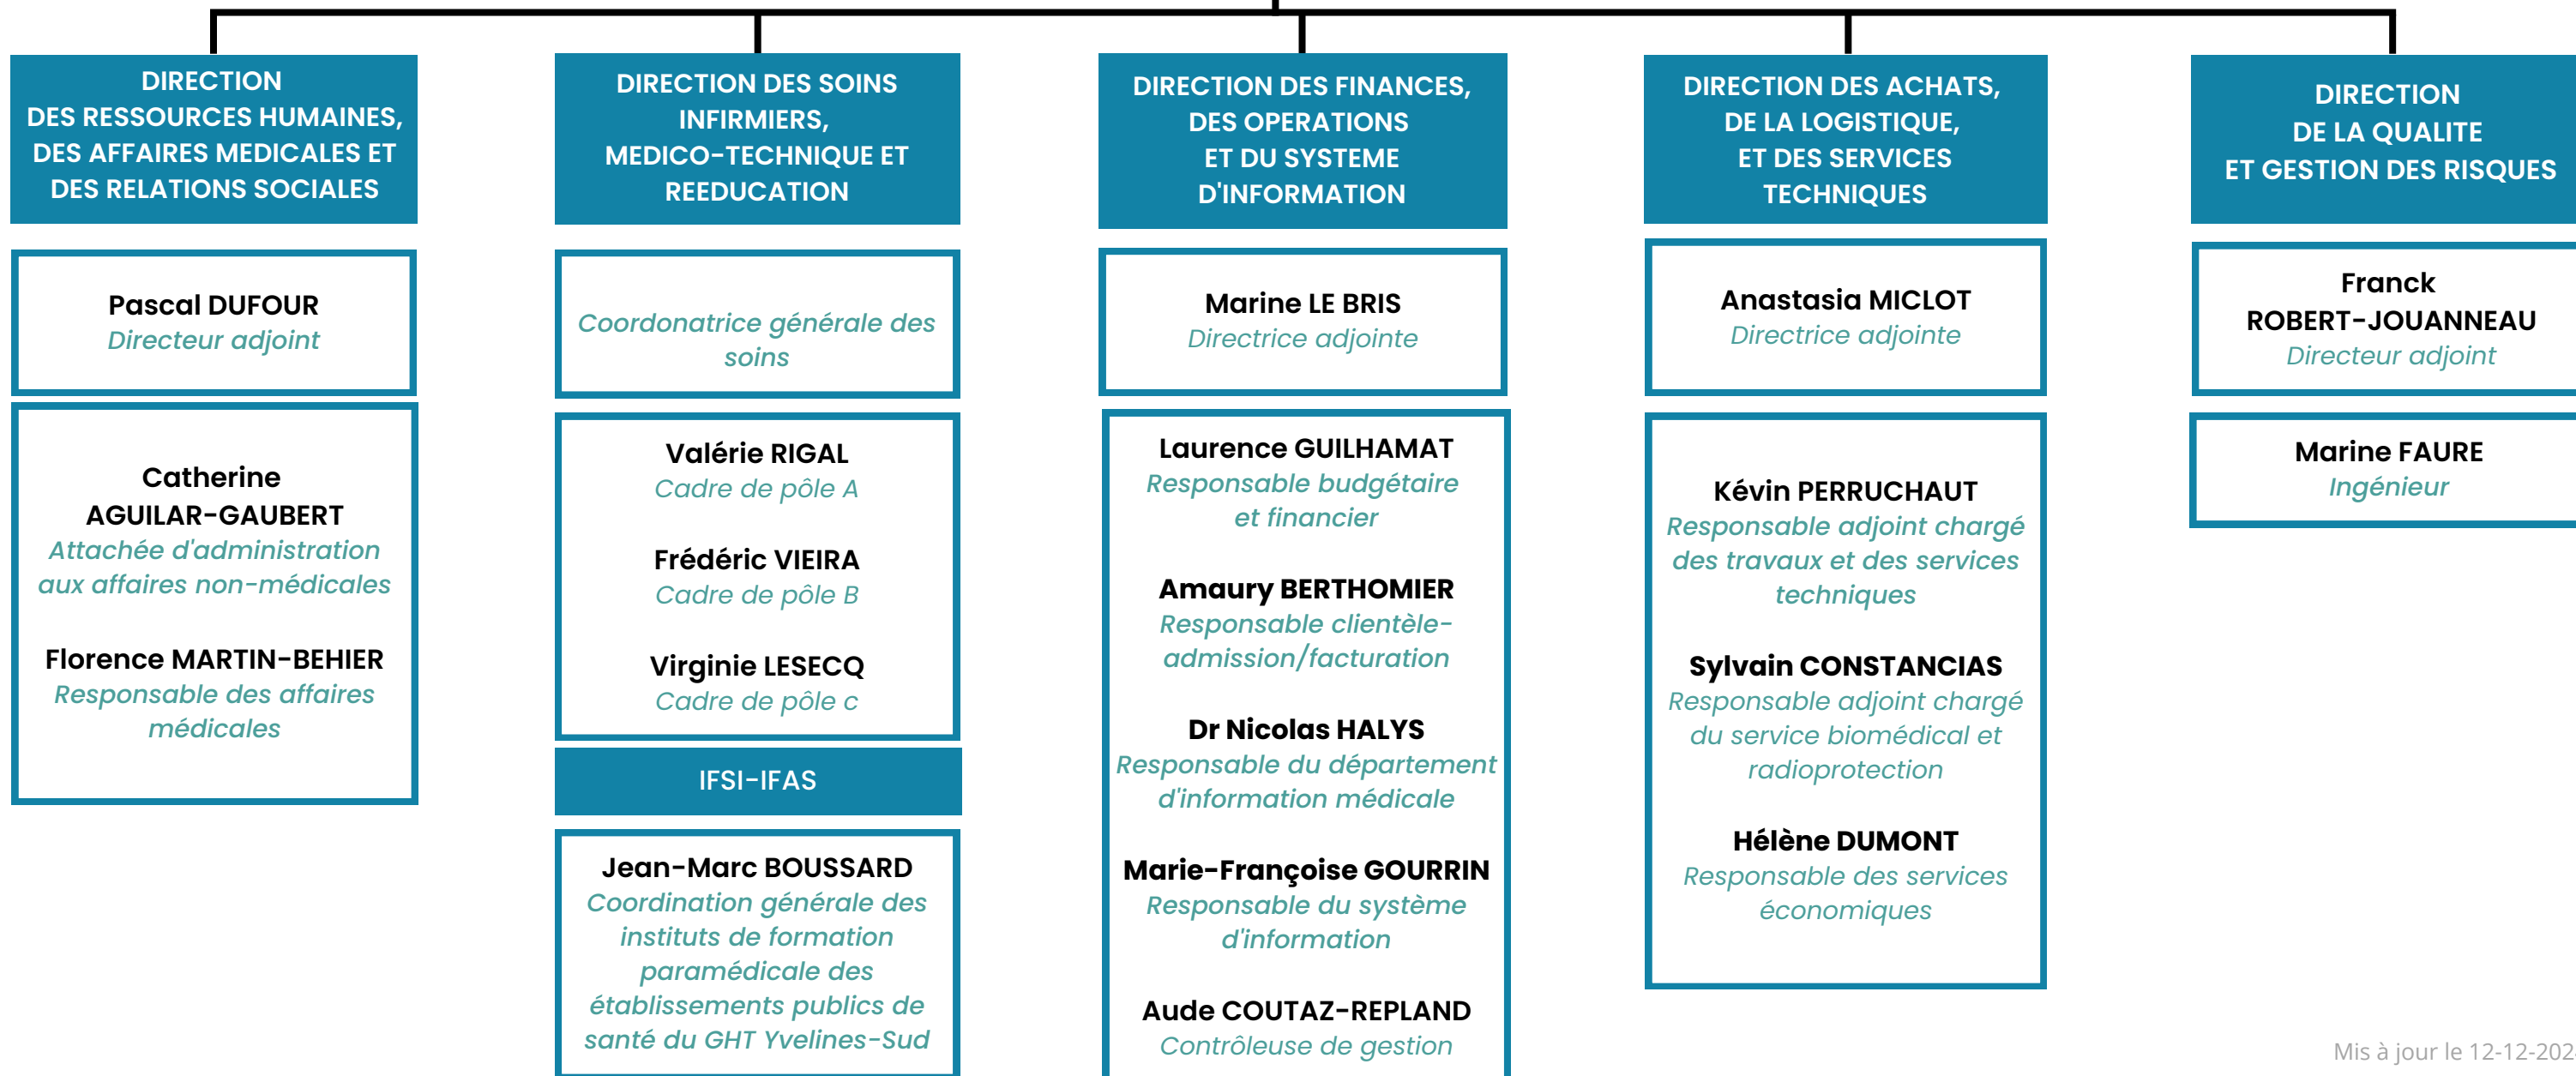 DIRECTION
DES RESSOURCES HUMAINES,
DES AFFAIRES MEDICALES ET
DES RELATIONS SOCIALES
Pascal DUFOUR
Directeur adjoint
Catherine
AGUILAR-GAUBERT
Attachée d'administration
aux affaires non-médicales
Florence MARTIN-BEHIER
Responsable des affaires
médicales
DIRECTION DES SOINS
INFIRMIERS,
MEDICO-TECHNIQUE ET
REEDUCATION
Coordonatrice générale des
soins
Valérie RIGAL
Cadre de pôle A
Frédéric VIEIRA
Cadre de pôle B
Virginie LESECQ
Cadre de pôle c
IFSI-IFAS
Jean-Marc BOUSSARD
Coordination générale des
instituts de formation
paramédicale des
établissements publics de
santé du GHT Yvelines-Sud
DIRECTION DES FINANCES,
DES OPERATIONS
ET DU SYSTEME
D'INFORMATION
Marine LE BRIS
Directrice adjointe
Laurence GUILHAMAT
Responsable budgétaire
et financier
Amaury BERTHOMIER
Responsable clientèle-
admission/facturation
Dr Nicolas HALYS
Responsable du département
d'information médicale
Marie-Françoise GOURRIN
Responsable du système
d'information
Aude COUTAZ-REPLAND
Contrôleuse de gestion
DIRECTION DES ACHATS,
DE LA LOGISTIQUE,
ET DES SERVICES
TECHNIQUES
Anastasia MICLOT
Directrice adjointe
Kévin PERRUCHAUT
Responsable adjoint chargé
des travaux et des services
techniques
Sylvain CONSTANCIAS
Responsable adjoint chargé
du service biomédical et
radioprotection
Hélène DUMONT
Responsable des services
économiques
DIRECTION
DE LA QUALITE
ET GESTION DES RISQUES
Franck
ROBERT-JOUANNEAU
Directeur adjoint
Marine FAURE
Ingénieur
Mis à jour le